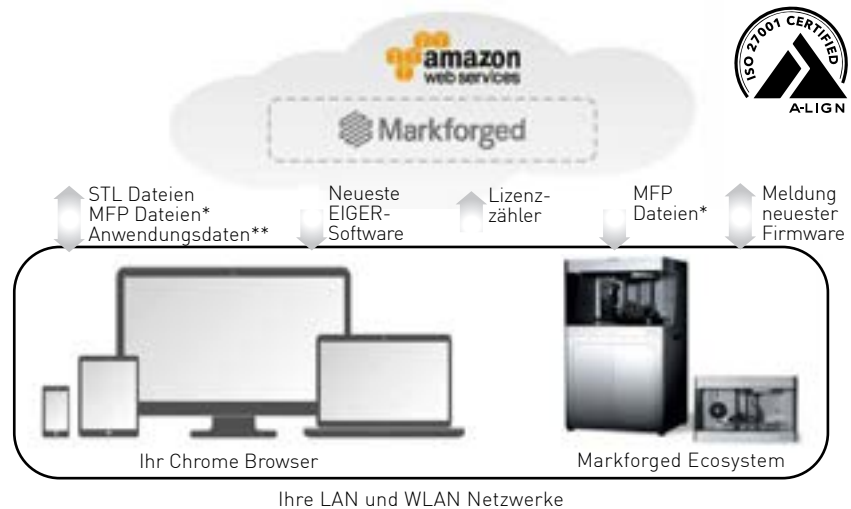 amazon
web services
Markforged
ISO 27001 CERTIFIED
A-LIGN
STL Dateien
MFP Dateien*
Anwendungsdaten**
Neueste
EIGER-
Software
Lizenz-
zähler
MFP
Dateien*
Meldung
neuester
Firmware
Ihr Chrome Browser
Markforged Ecosystem
Ihre LAN und WLAN Netzwerke